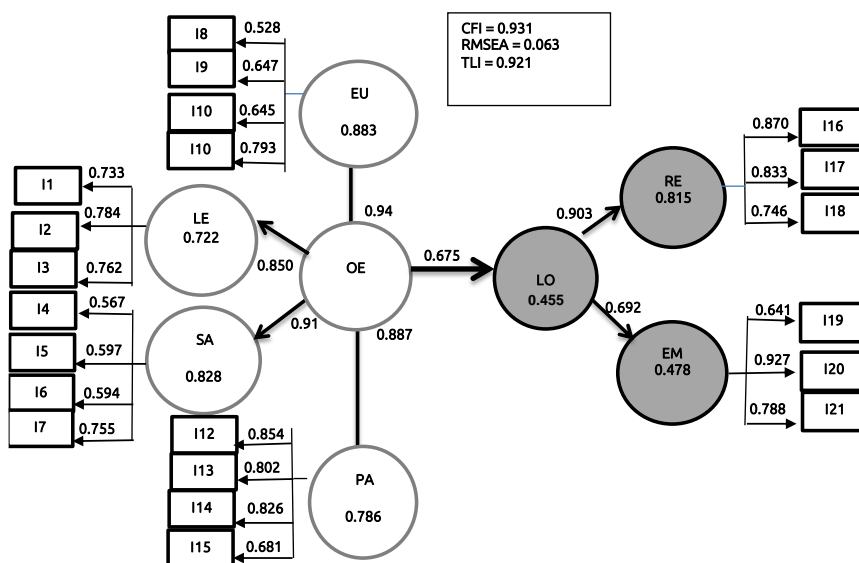 CFI = 0.931
RMSEA = 0.063
TLI = 0.921
I8
0.528
I9
0.647
I10
0.645
I10
0.793
EU
0.883
I1
0.733
I2
0.784
I3
0.762
LE
0.722
I4
0.567
I5
0.597
I6
0.594
I7
0.755
SA
0.828
0.94
0.850
OE
0.91
0.887
0.675
I12
0.854
I13
0.802
I14
0.826
I15
0.681
PA
0.786
LO
0.455
0.903
0.692
RE
0.815
0.870
I16
0.833
I17
0.746
I18
EM
0.478
0.641
I19
0.927
I20
0.788
I21